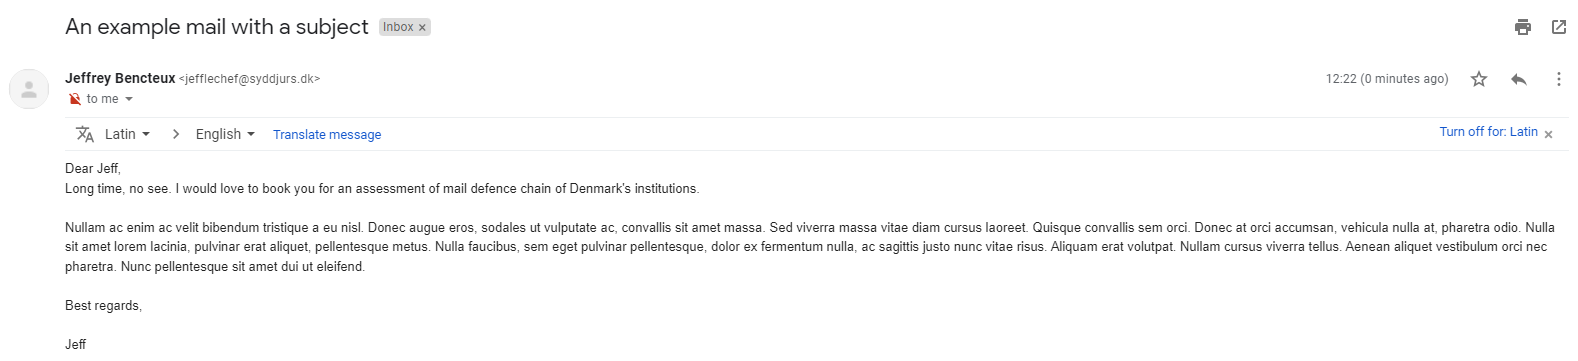 An example mail with a subject Inbox ×
Jeffrey Bencteux <jefflechef@syddjurs.dk> 12:22 (0 minutes ago)
to me
Latin > English Translate message Turn off for: Latin ×
Dear Jeff,
Long time, no see. I would love to book you for an assessment of mail defence chain of Denmark's institutions.
Nullam ac enim ac velit bibendum tristique a eu nisl. Donec augue eros, sodales ut vulputate ac, convallis sit amet massa. Sed viverra massa vitae diam cursus laoreet. Quisque convallis sem orci. Donec at orci accumsan, vehicula nulla at, pharetra odio. Nulla
sit amet lorem lacinia, pulvinar erat aliquet, pellentesque metus. Nulla faucibus, sem eget pulvinar pellentesque, dolor ex fermentum nulla, ac sagittis justo nunc vitae risus. Aliquam erat volutpat. Nullam cursus viverra tellus. Aenean aliquet vestibulum orci nec
pharetra. Nunc pellentesque sit amet dui ut eleifend.
Best regards,
Jeff